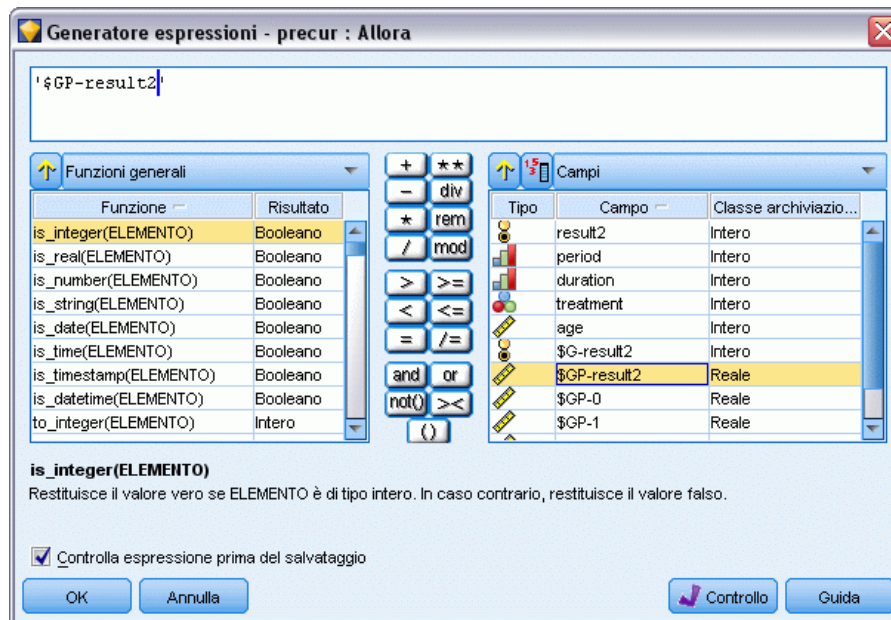 Generatore espressioni - precur : Allora
'$GP-result2'
Funzioni generali
Funzione Risultato
is_integer(ELEMENTO) Booleano
is_real(ELEMENTO) Booleano
is_number(ELEMENTO) Booleano
is_string(ELEMENTO) Booleano
is_date(ELEMENTO) Booleano
is_time(ELEMENTO) Booleano
is_timestamp(ELEMENTO) Booleano
is_datetime(ELEMENTO) Booleano
to_integer(ELEMENTO) Intero
+ **
- div
* rem
/ mod
> >=
< <=
= /=
and or
not() ><
()
Campi
Tipo Campo Classe archiviazio...
result2 Intero
period Intero
duration Intero
treatment Intero
age Intero
$G-result2 Intero
$GP-result2 Reale
$GP-0 Reale
$GP-1 Reale
is_integer(ELEMENTO)
Restituisce il valore vero se ELEMENTO è di tipo intero. In caso contrario, restituisce il valore falso.
Controlla espressione prima del salvataggio
OK Annulla Controllo Guida